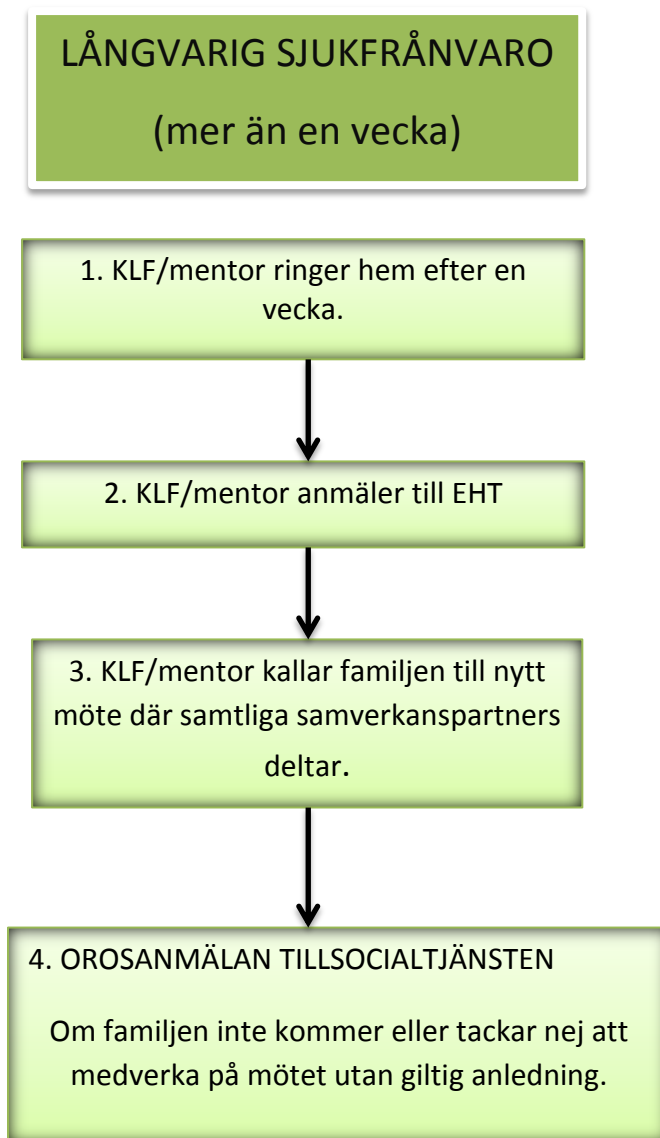 LÅNGVARIG SJUKFRÅNVARO
(mer än en vecka)
1. KLF/mentor ringer hem efter en
vecka.
2. KLF/mentor anmäler till EHT
3. KLF/mentor kallar familjen till nytt
möte där samtliga samverkanspartners
deltar.
4. OROSANMÄLAN TILLSOCIALTJÄNSTEN
Om familjen inte kommer eller tackar nej att
medverka på mötet utan giltig anledning.